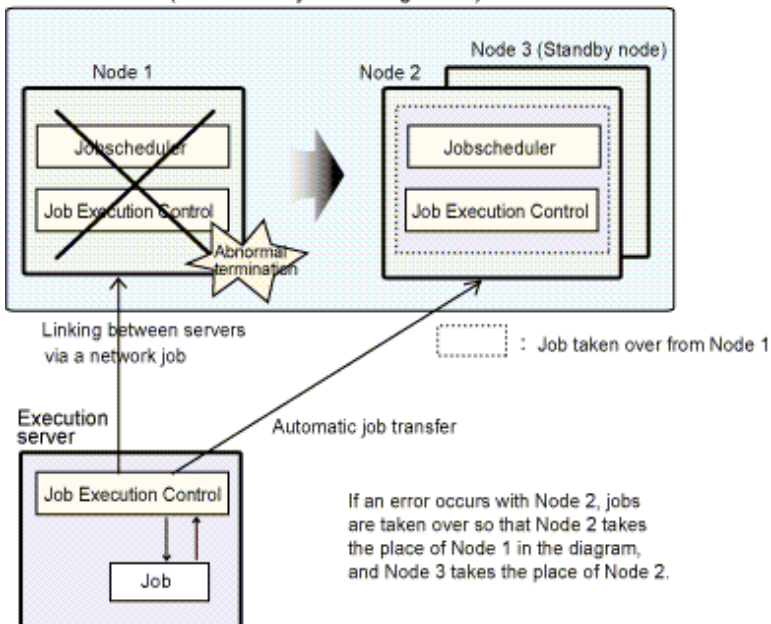 Node 3 (Standby node)
Node 1
Node 2
Jobscheduler
Job Execution Control
Abnormal
termination
Jobscheduler
Job Execution Control
Linking between servers
via a network job
: Job taken over from Node 1
Execution
server
Automatic job transfer
Job Execution Control
Job
If an error occurs with Node 2, jobs
are taken over so that Node 2 takes
the place of Node 1 in the diagram,
and Node 3 takes the place of Node 2.